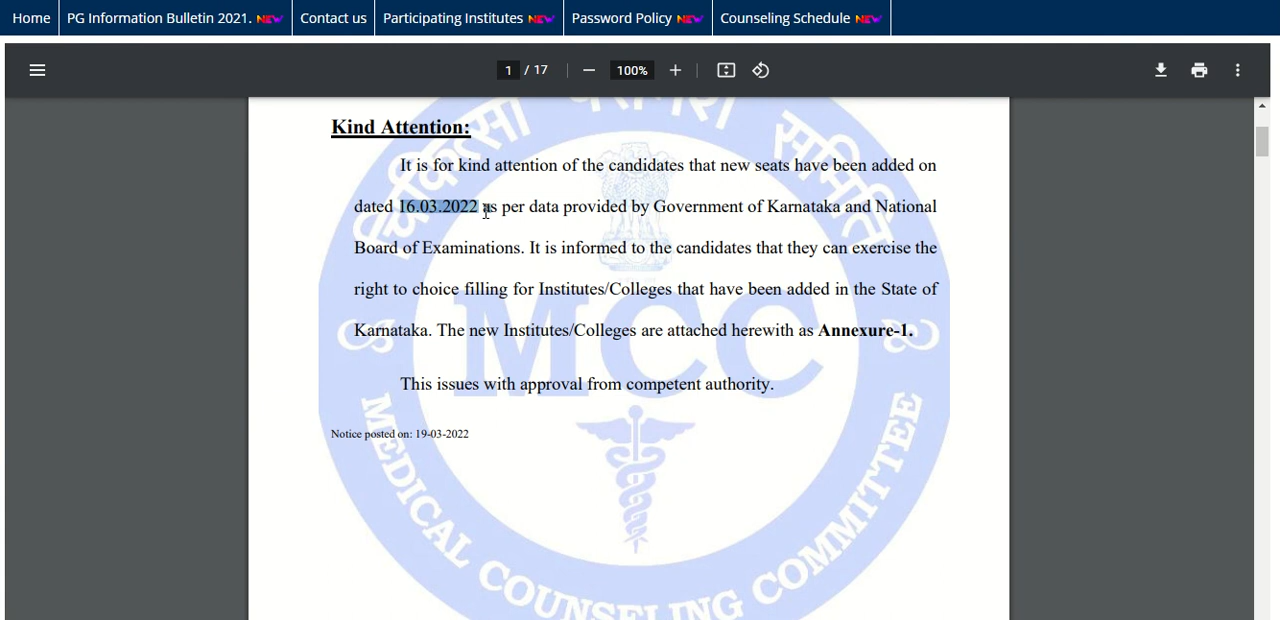 Home PG Information Bulletin 2021. NEW Contact us Participating Institutes NEW Password Policy NEW Counseling Schedule NEW
1 / 17 100%
चिकित्सा परामर्श समिति
Kind Attention:
It is for kind attention of the candidates that new seats have been added on
dated 16.03.2022 as per data provided by Government of Karnataka and National
Board of Examinations. It is informed to the candidates that they can exercise the
right to choice filling for Institutes/Colleges that have been added in the State of
Karnataka. The new Institutes/Colleges are attached herewith as Annexure-1.
MCC
This issues with approval from competent authority.
Notice posted on: 19-03-2022
MEDICAL COUNSELING COMMITTEE